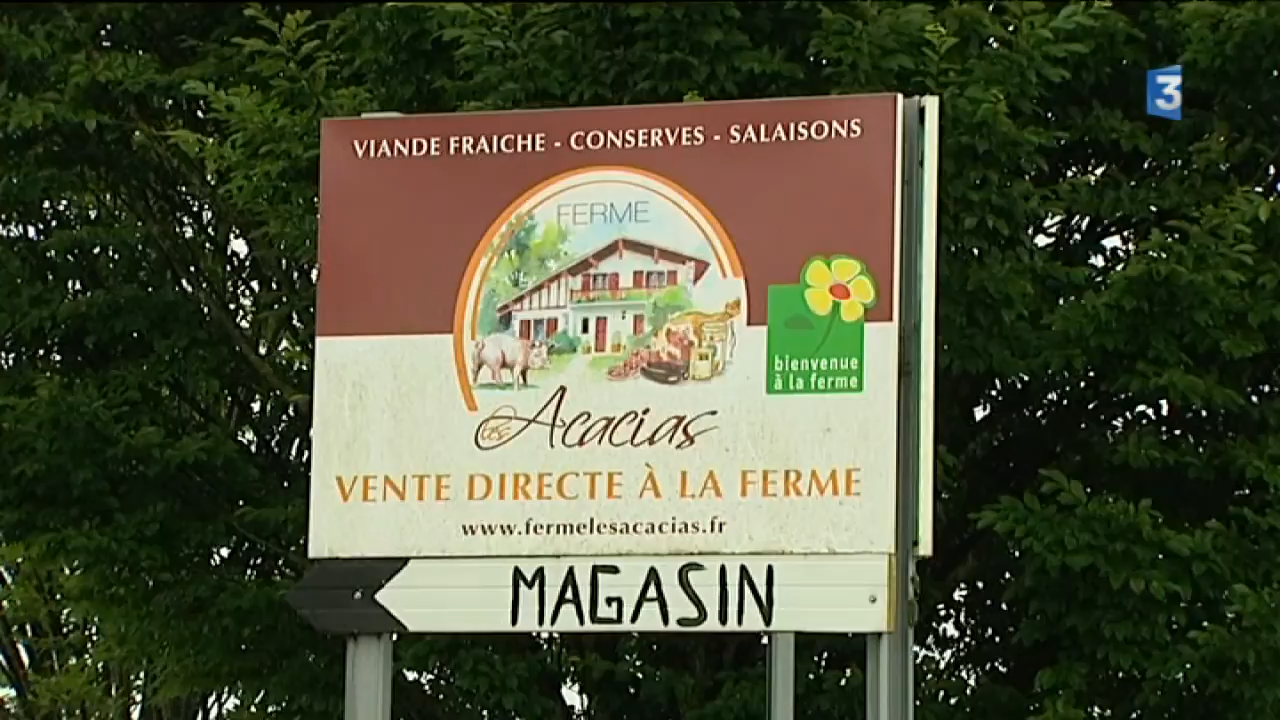 3
VIANDE FRAICHE - CONSERVES - SALAISONS
FERME
bienvenue
à la ferme
les Acacias
VENTE DIRECTE À LA FERME
www.fermelesacacias.fr
MAGASIN